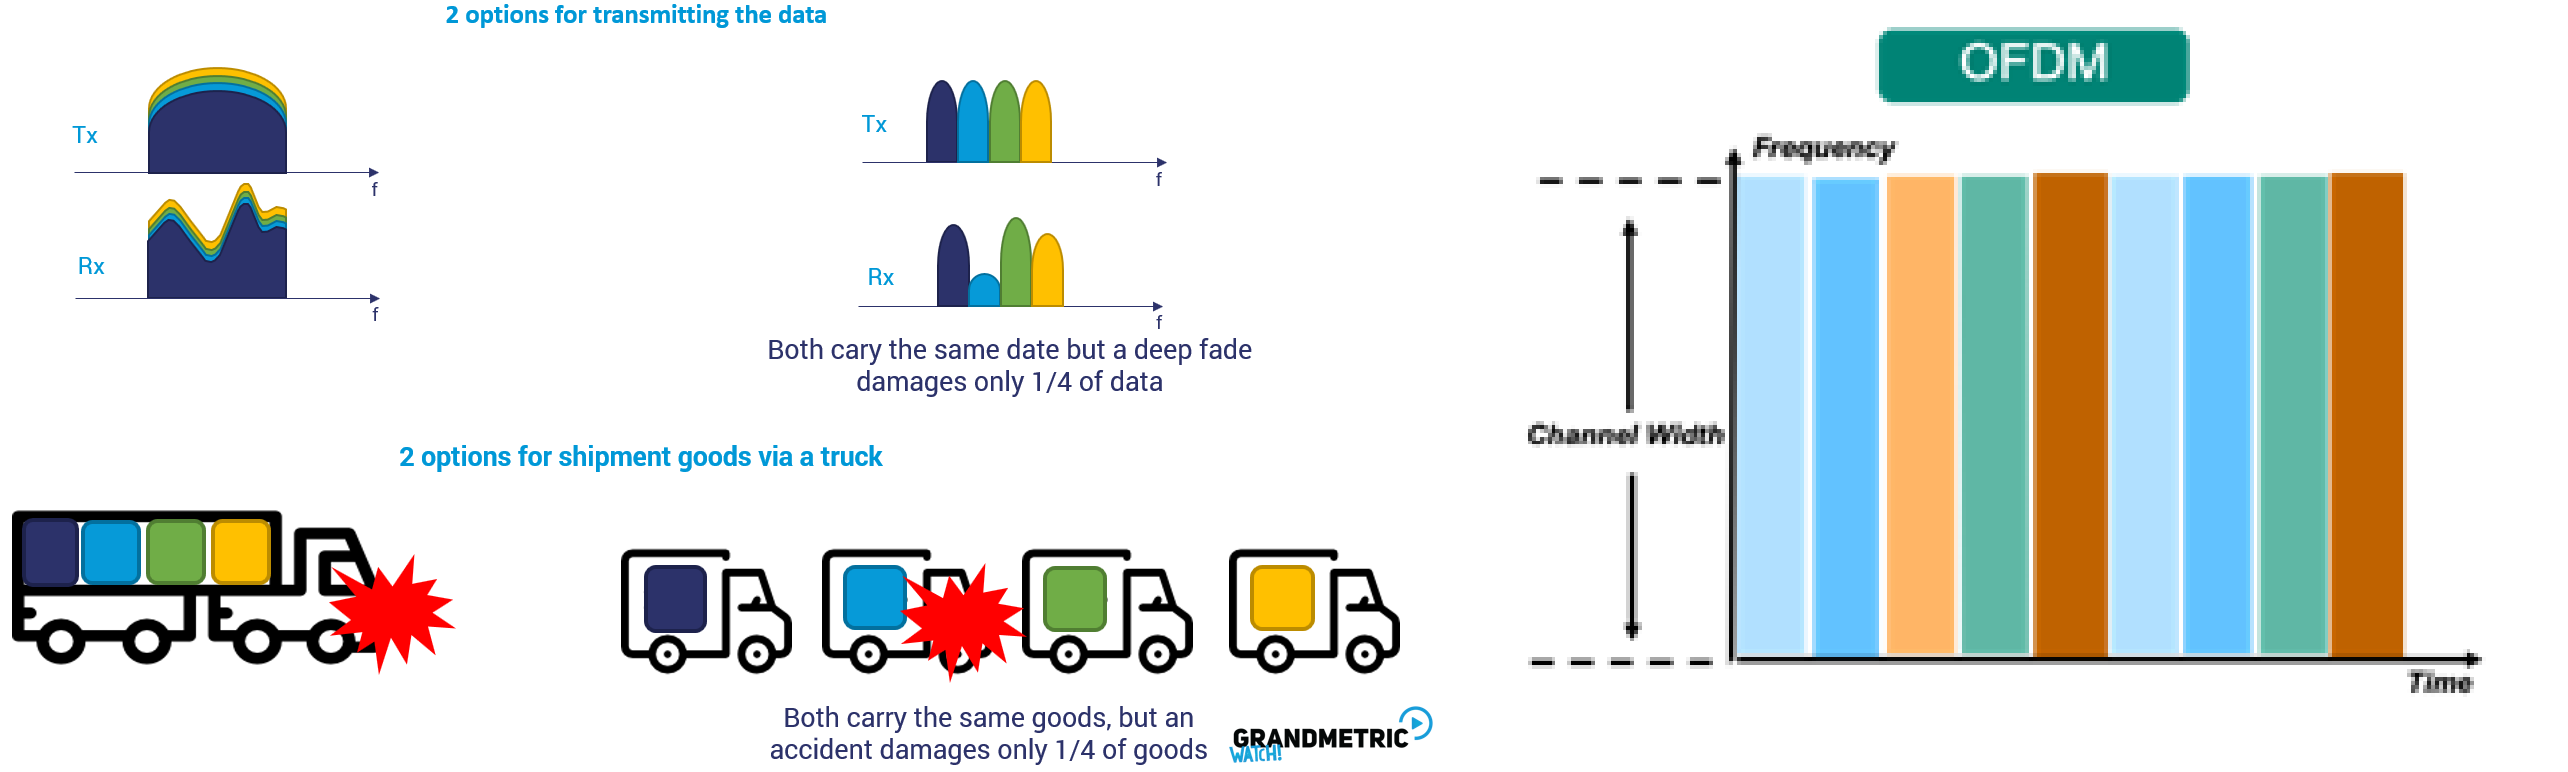 2 options for transmitting the data
Tx
f
Rx
f
Tx
f
Rx
f
Both cary the same date but a deep fade
damages only 1/4 of data
2 options for shipment goods via a truck
Both carry the same goods, but an
accident damages only 1/4 of goods
GRANDMETRIC
WATCH!
OFDM
Frequency
Channel Width
Time